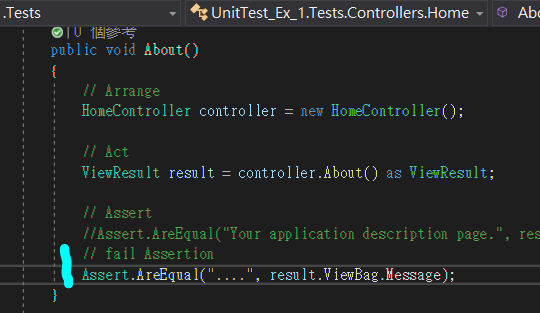 .Tests UnitTest_Ex_1.Tests.Controllers.Home Abo
0 個參考
public void About()
{
// Arrange
HomeController controller = new HomeController();
// Act
ViewResult result = controller.About() as ViewResult;
// Assert
//Assert.AreEqual("Your application description page.", res
// fail Assertion
Assert.AreEqual("....", result.ViewBag.Message);
}